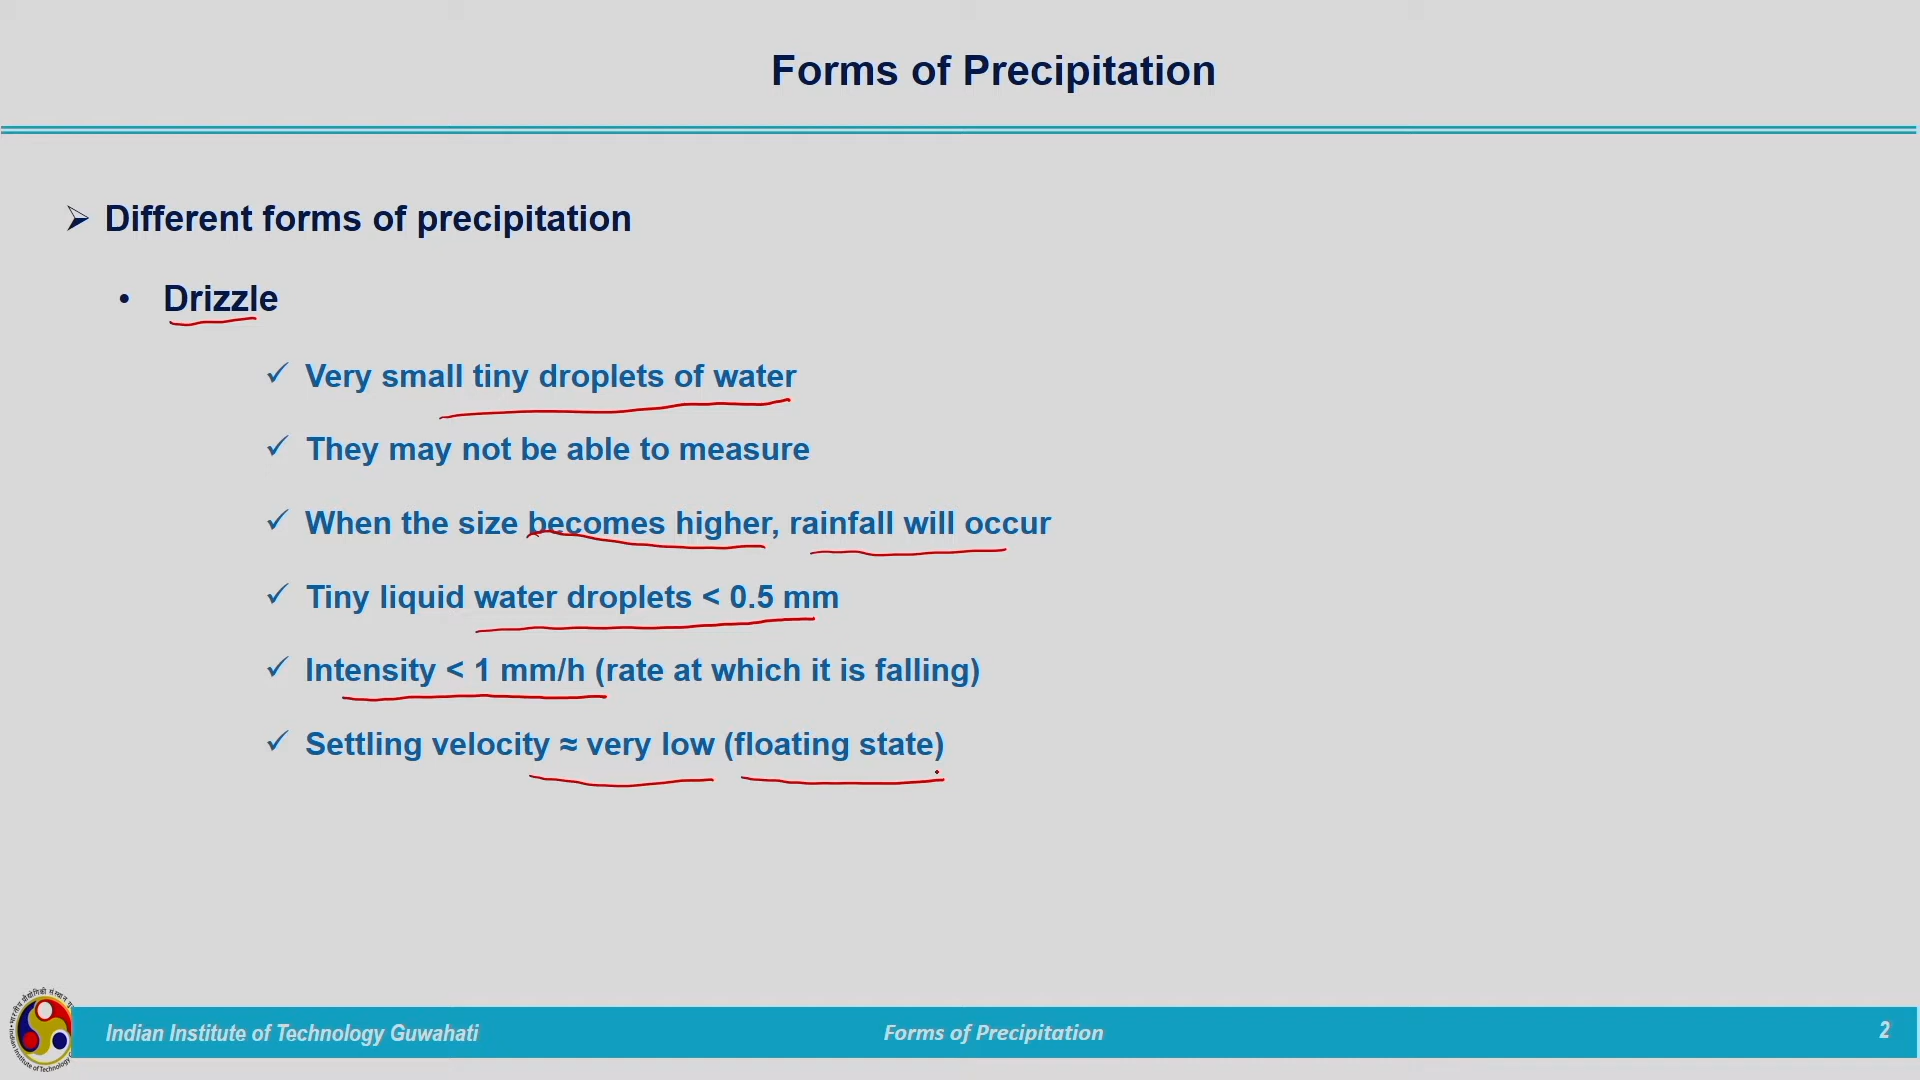 Forms of Precipitation
Different forms of precipitation
• Drizzle
✓ Very small tiny droplets of water
✓ They may not be able to measure
✓ When the size becomes higher, rainfall will occur
✓ Tiny liquid water droplets < 0.5 mm
✓ Intensity < 1 mm/h (rate at which it is falling)
✓ Settling velocity ≈ very low (floating state)
Indian Institute of Technology Guwahati
Forms of Precipitation
2